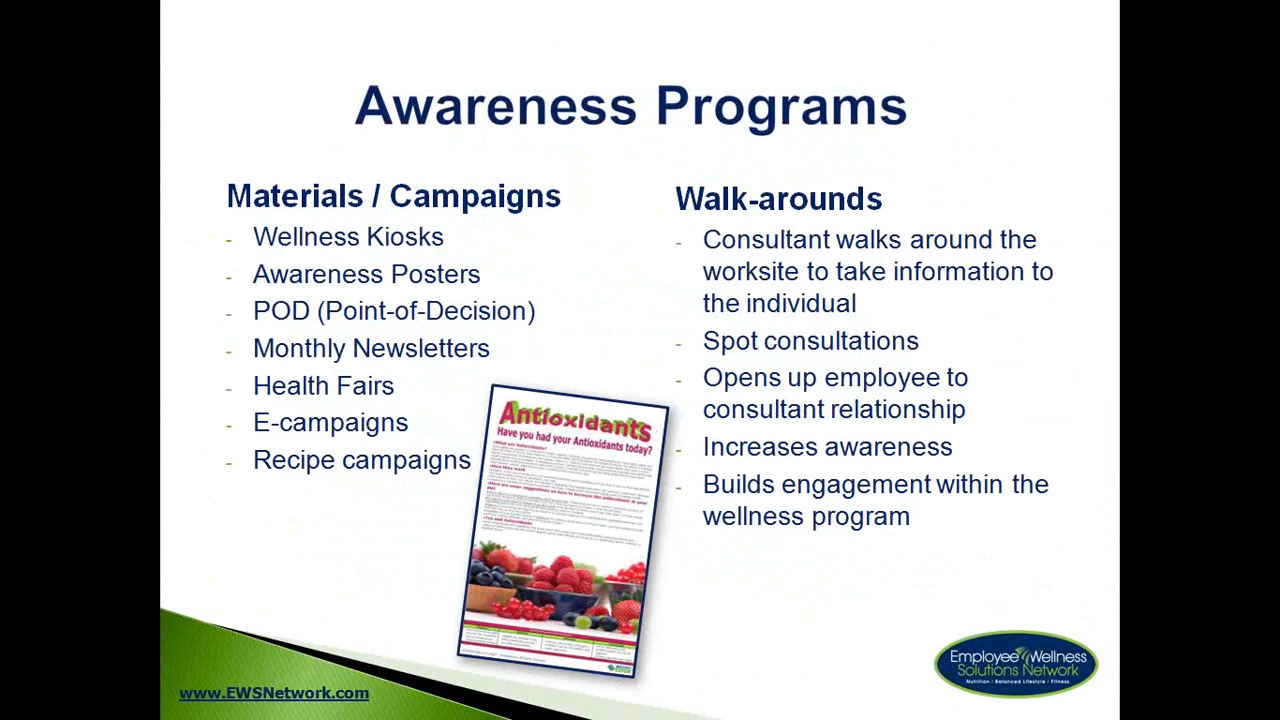 Awareness Programs
Materials / Campaigns
- Wellness Kiosks
- Awareness Posters
- POD (Point-of-Decision)
- Monthly Newsletters
- Health Fairs
- E-campaigns
- Recipe campaigns
Walk-arounds
- Consultant walks around the
worksite to take information to
the individual
- Spot consultations
- Opens up employee to
consultant relationship
- Increases awareness
- Builds engagement within the
wellness program
Antioxidants
Have you had your Antioxidants today?
www.EWSNetwork.com
Employee Wellness
Solutions Network
Nutrition | Balanced Lifestyle | Fitness